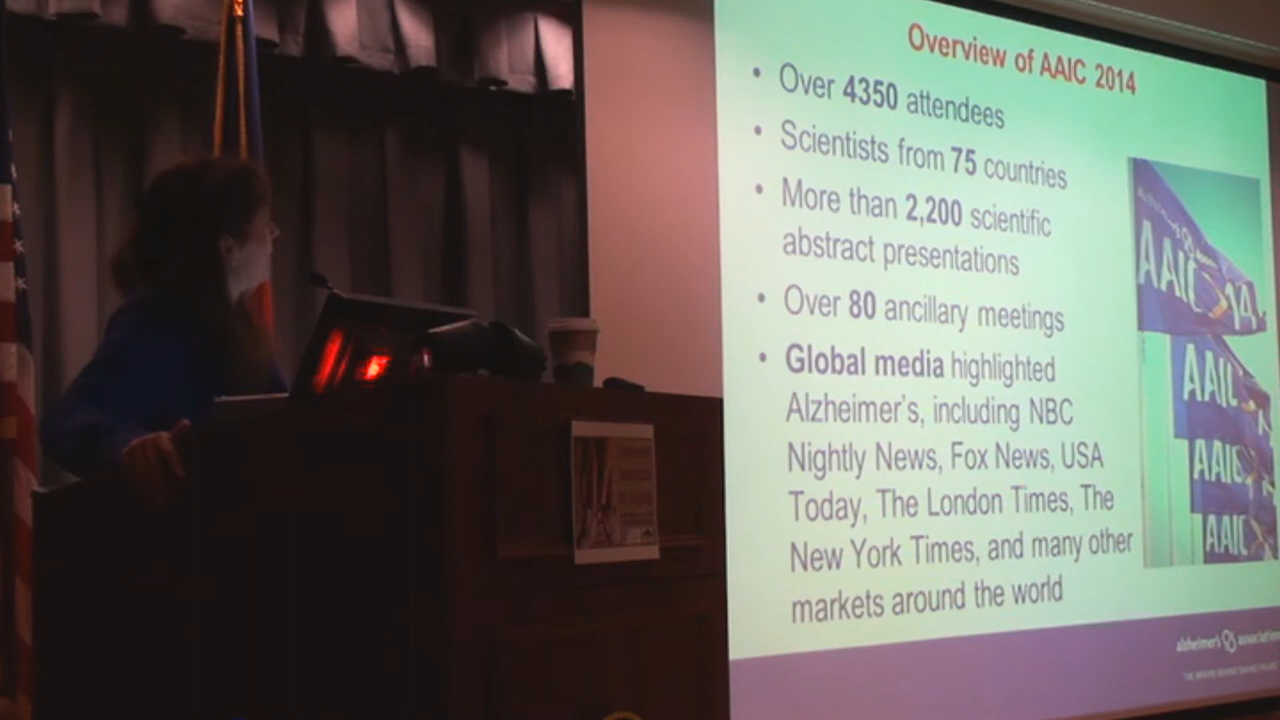 Overview of AAIC 2014
• Over 4350 attendees
• Scientists from 75 countries
• More than 2,200 scientific
abstract presentations
• Over 80 ancillary meetings
• Global media highlighted
Alzheimer's, including NBC
Nightly News, Fox News, USA
Today, The London Times, The
New York Times, and many other
markets around the world
AAIC 14
AAIC
AAIC
AAIC
alzheimer's association